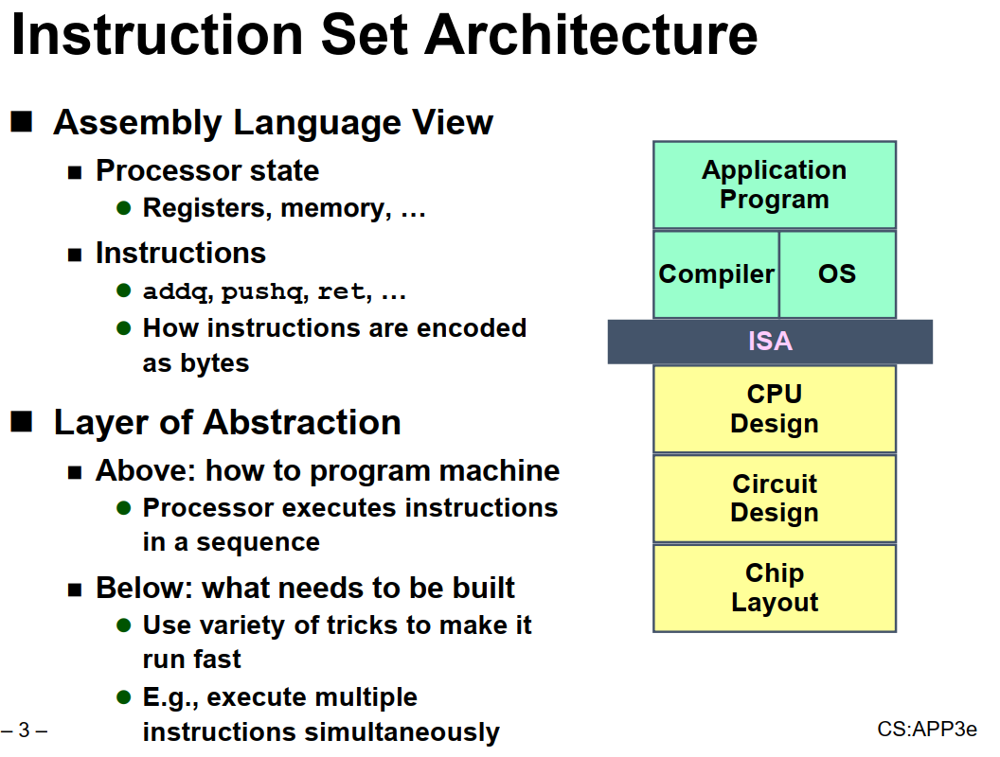 Instruction Set Architecture
Assembly Language View
Processor state
Registers, memory, …
Instructions
addq, pushq, ret, …
How instructions are encoded
as bytes
Layer of Abstraction
Above: how to program machine
Processor executes instructions
in a sequence
Below: what needs to be built
Use variety of tricks to make it
run fast
E.g., execute multiple
instructions simultaneously
Application
Program
Compiler
OS
ISA
CPU
Design
Circuit
Design
Chip
Layout
– 3 –
CS:APP3e